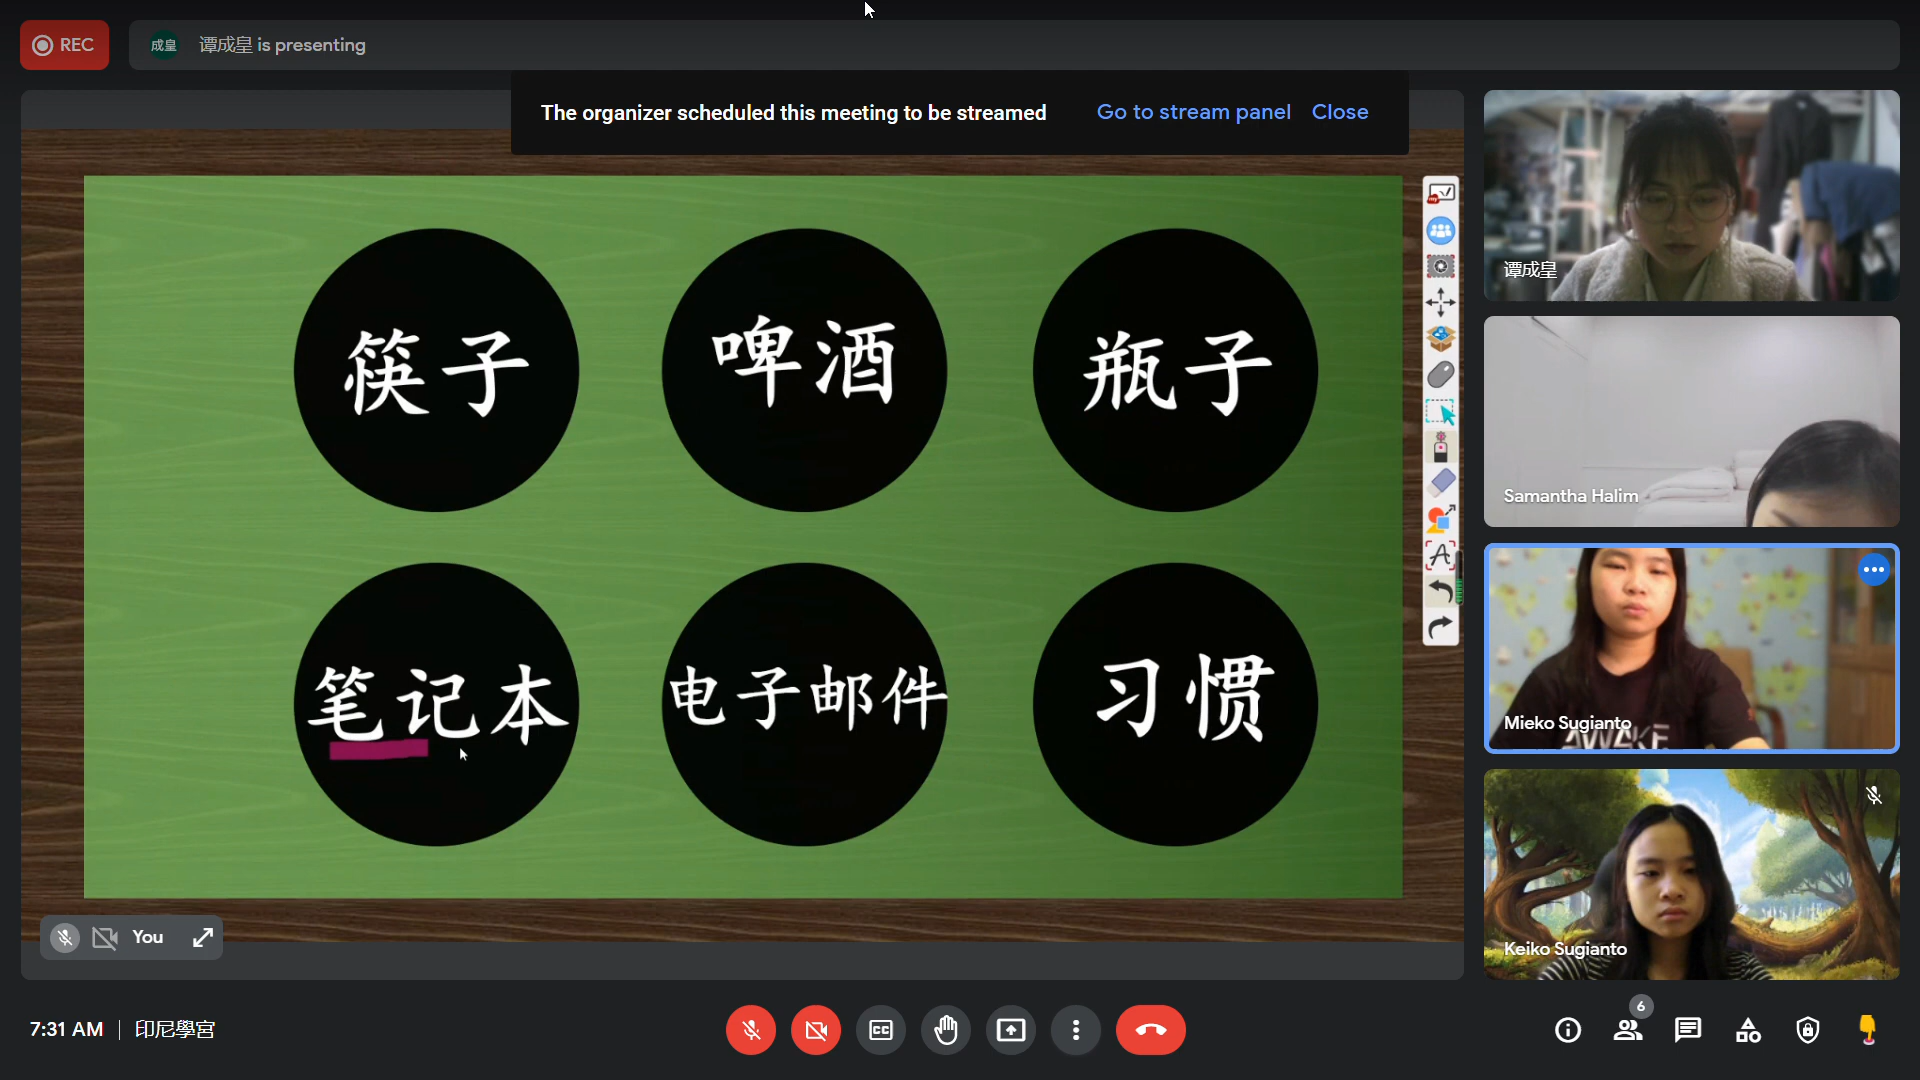 REC
成皇 谭成皇 is presenting
The organizer scheduled this meeting to be streamed Go to stream panel Close
筷子
啤酒
瓶子
笔记本
电子邮件
习惯
谭成皇
Samantha Halim
Mieko Sugianto
AWAKE
Keiko Sugianto
You
7:31 AM 印尼學宮
CC
6